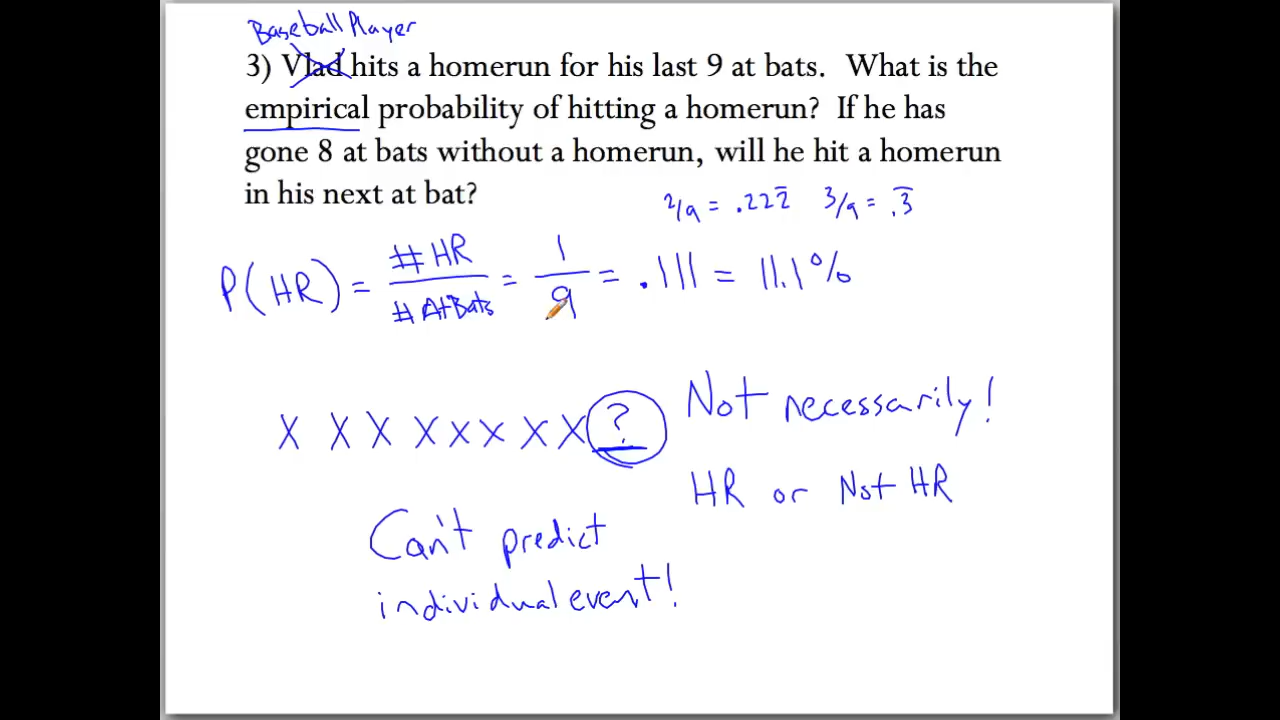 Baseball Player
3) Vlad hits a homerun for his last 9 at bats. What is the
empirical probability of hitting a homerun? If he has
gone 8 at bats without a homerun, will he hit a homerun
in his next at bat?
2/9 = .222̅ 3/9 = .3̅
P(HR) = #HR / #AtBats = 1/9 = .111 = 11.1%
X X X X X X X X ? Not necessarily!
HR or Not HR
Can't predict
individual event!